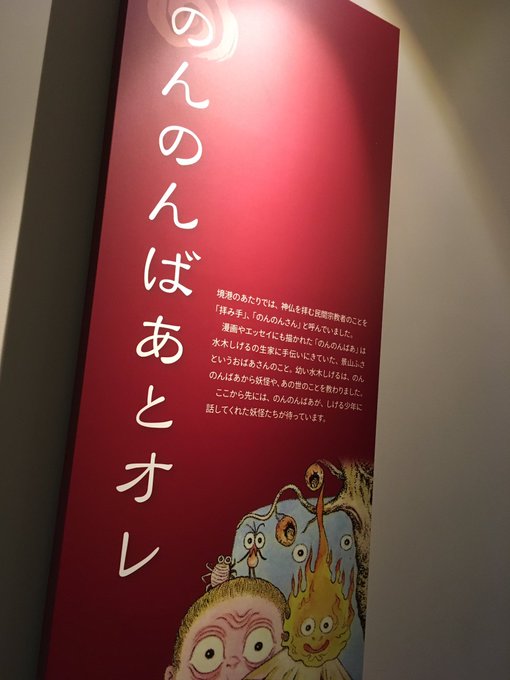 のんのんばあとオレ
境港のあたりでは、神仏を拝む民間宗教者のことを
「拝み手」、「のんのんさん」と呼んでいました。
漫画やエッセイにも描かれた「のんのんばあ」は
水木しげるの生家に手伝いにきていた、景山ふさ
というおばあさんのこと。幼い水木しげるは、のん
のんばあから妖怪や、あの世のことを教わりました。
ここから先には、のんのんばあが、しげる少年に
話してくれた妖怪たちが待っています。